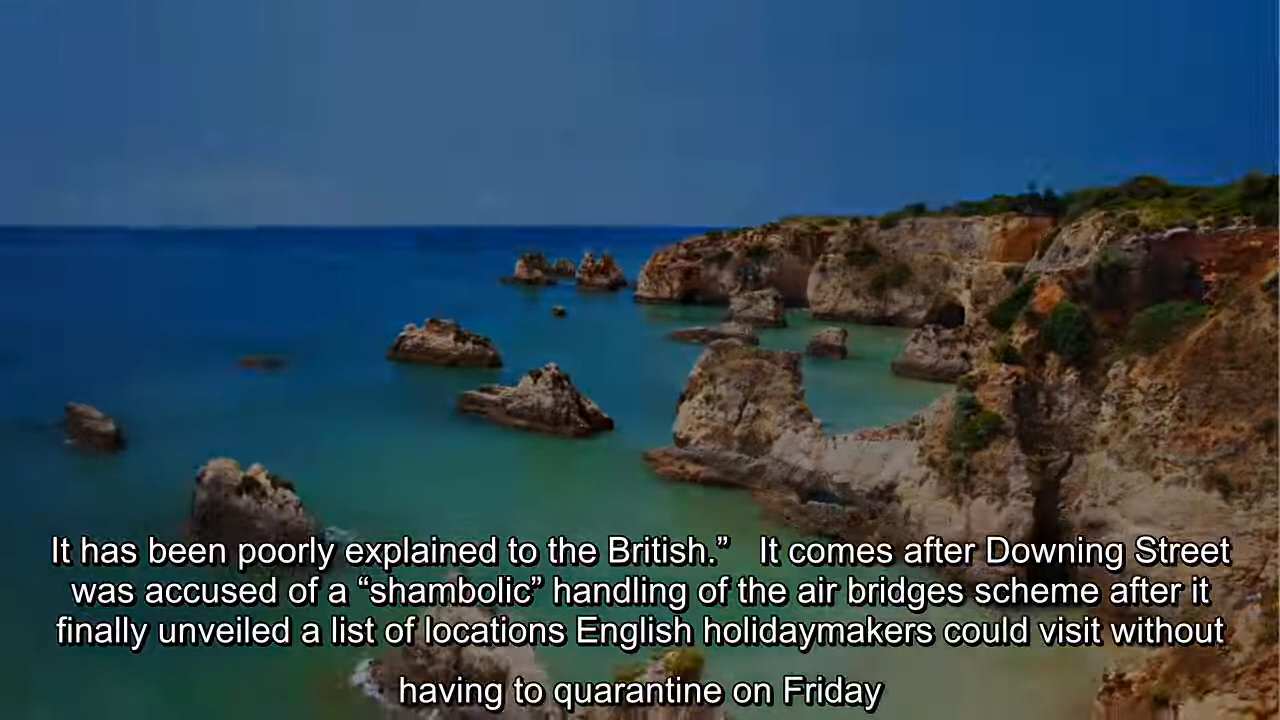 It has been poorly explained to the British.”   It comes after Downing Street
was accused of a “shambolic” handling of the air bridges scheme after it
finally unveiled a list of locations English holidaymakers could visit without
having to quarantine on Friday